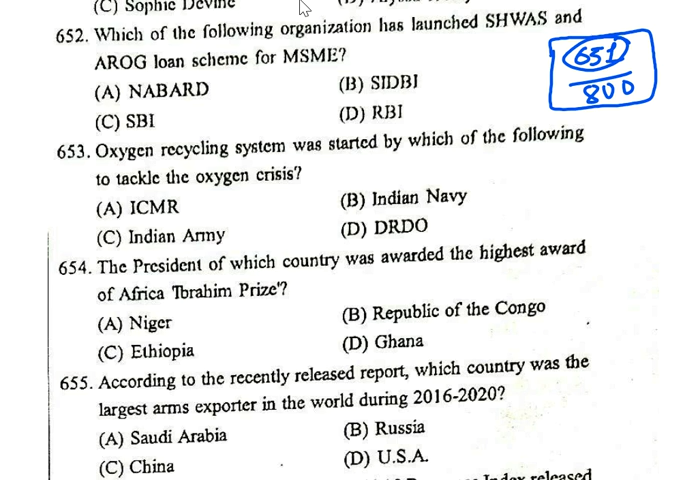 (C) Sophie Devine
652. Which of the following organization has launched SHWAS and
AROG loan scheme for MSME?
(A) NABARD (B) SIDBI
(C) SBI (D) RBI
651
800
653. Oxygen recycling system was started by which of the following
to tackle the oxygen crisis?
(A) ICMR (B) Indian Navy
(C) Indian Army (D) DRDO
654. The President of which country was awarded the highest award
of Africa 'Ibrahim Prize'?
(A) Niger (B) Republic of the Congo
(C) Ethiopia (D) Ghana
655. According to the recently released report, which country was the
largest arms exporter in the world during 2016-2020?
(A) Saudi Arabia (B) Russia
(C) China (D) U.S.A.
Index released